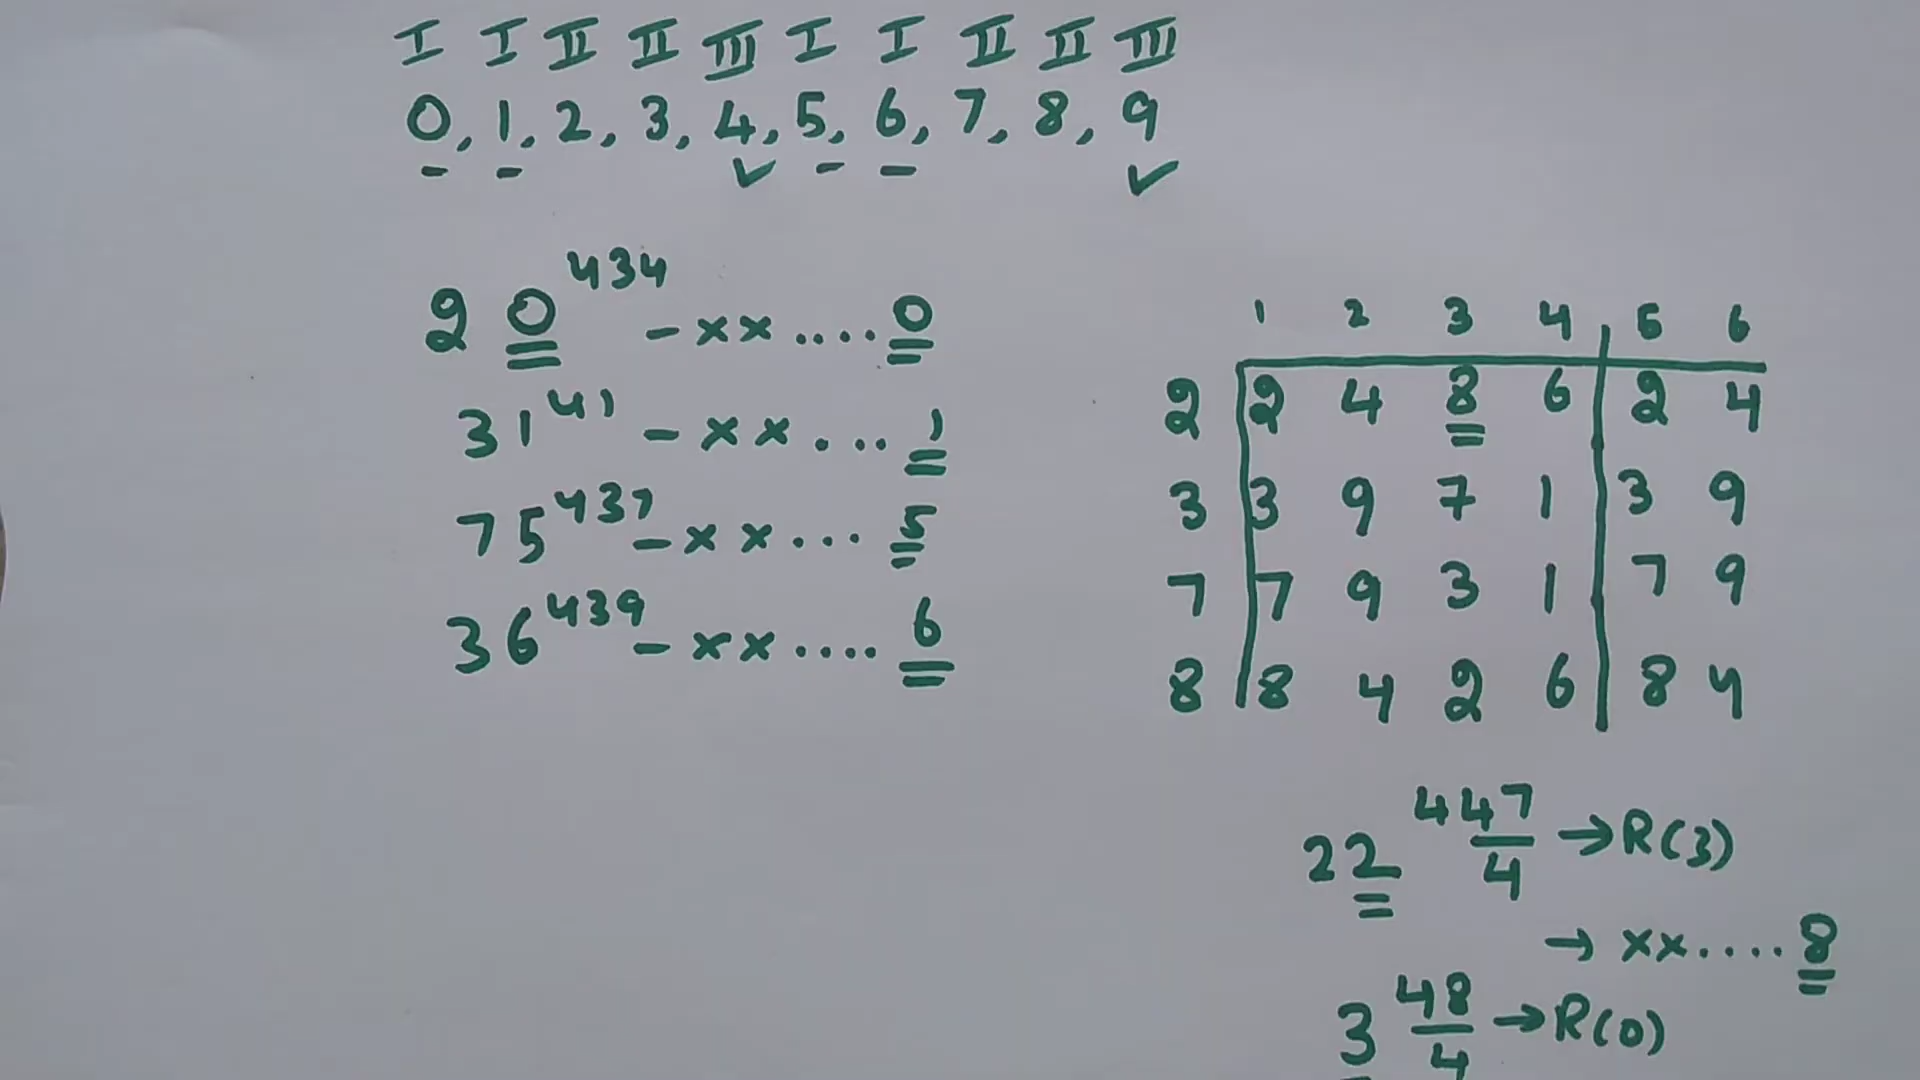 I I II II III I I II II III
0, 1, 2, 3, 4, 5, 6, 7, 8, 9
- - ✓ - - ✓
20^434 - xx ....0
31^41 - xx ...1
75^437 - xx ...5
36^439 - xx ....6
1 2 3 4 5 6
2 2 4 8 6 2 4
3 3 9 7 1 3 9
7 7 9 3 1 7 9
8 8 4 2 6 8 4
22^447/4 → R(3)
→ xx ....8
3^48/4 → R(0)